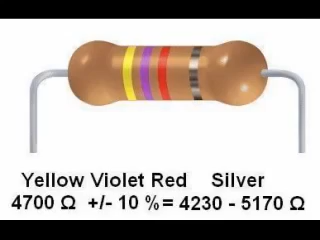 Yellow Violet Red Silver
4700 Ω +/- 10 % = 4230 - 5170 Ω